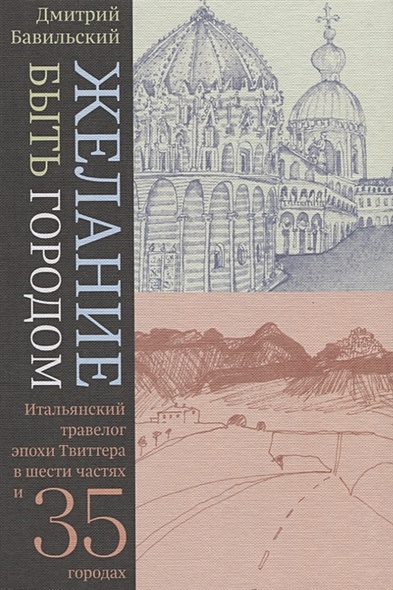 Дмитрий
Бавильский
ЖЕЛАНИЕ
БЫТЬ ГОРОДОМ
Итальянский
травелог
эпохи Твиттера
в шести частях
и
35
городах